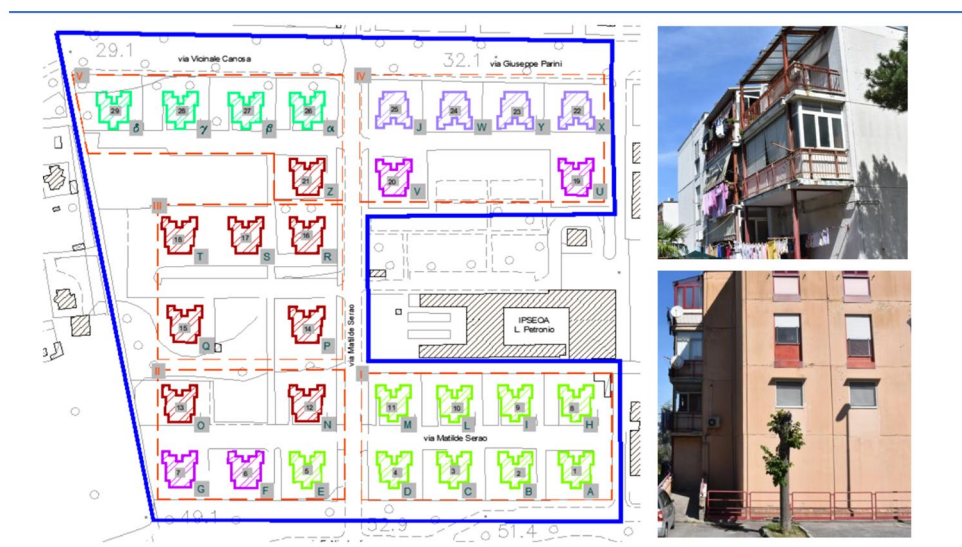 29.1
via Vicinale Canosa
32.1
via Giuseppe Parini
V
IV
29 28 27 26 25 24 23 22
δ γ β α J W Y X
21 20 19
Z V U
III
18 17 16
T S R
15 14
Q P
IPSEOA
L. Petronio
via Matilde Serao
II
I
13 12 11 10 9 8
O N M L I H
via Matilde Serao
7 6 5 4 3 2 1
G F E D C B A
49.1
52.9
51.4